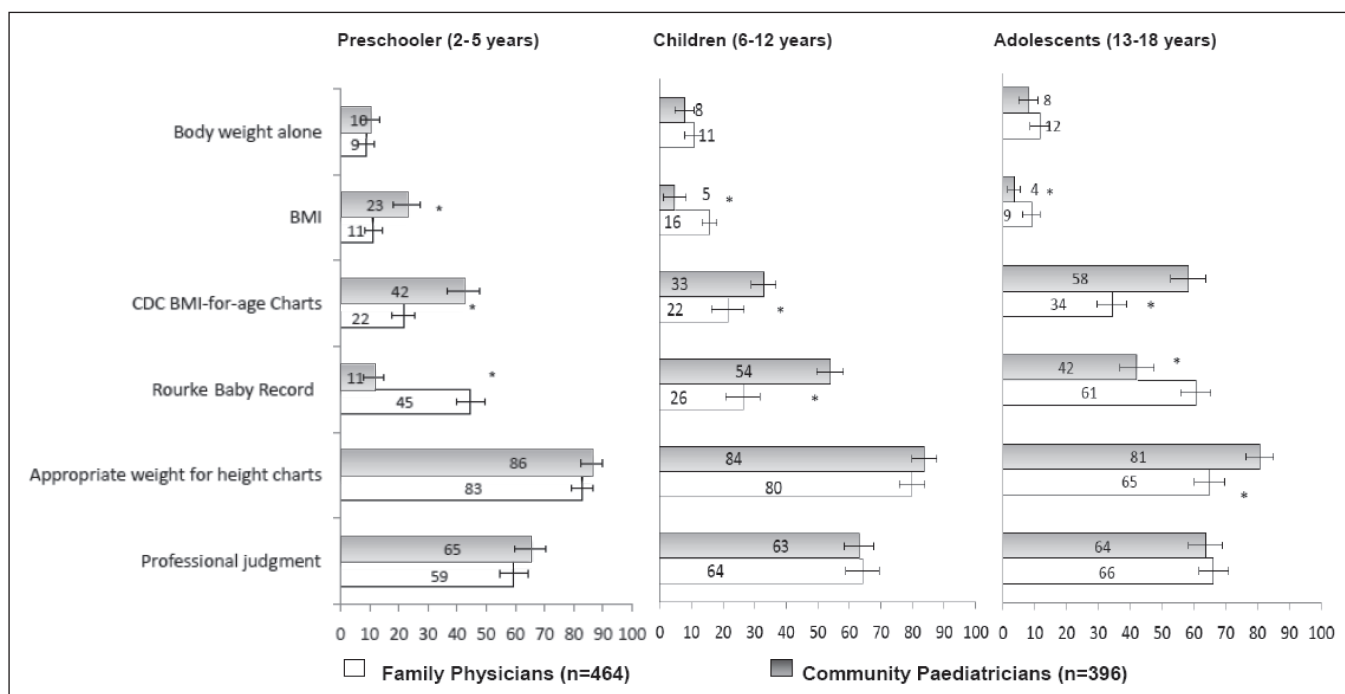 Preschooler (2-5 years) Children (6-12 years) Adolescents (13-18 years)
Body weight alone
10 8 8
9 11 12
BMI
23 * 5 * 4 *
11 16 9
CDC BMI-for-age Charts
42 * 33 58
22 22 * 34 *
Rourke Baby Record
11 * 54 42 *
45 26 * 61
Appropriate weight for height charts
86 84 81
83 80 65 *
Professional judgment
65 63 64
59 64 66
0 10 20 30 40 50 60 70 80 90 100 0 10 20 30 40 50 60 70 80 90 100 0 10 20 30 40 50 60 70 80 90 100
Family Physicians (n=464) Community Paediatricians (n=396)